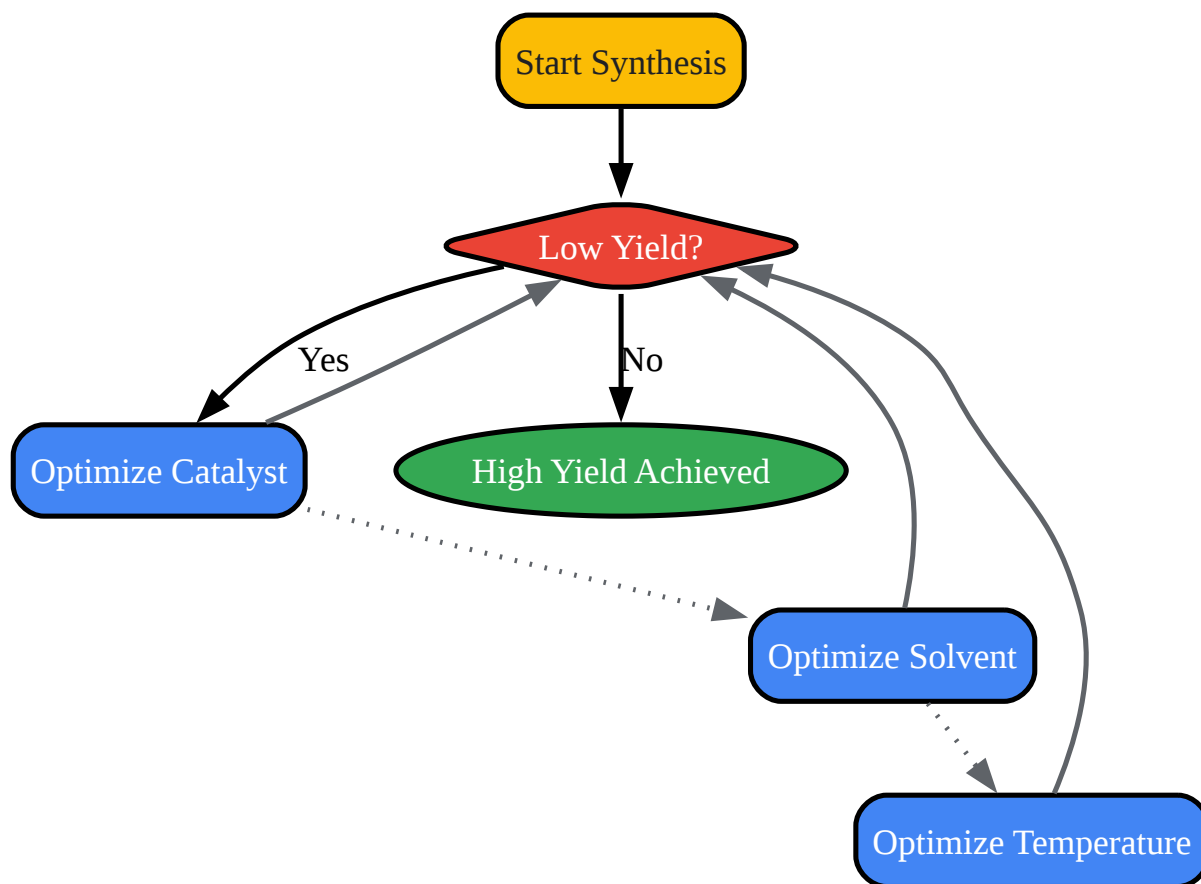 Start Synthesis
Low Yield?
Yes
No
Optimize Catalyst
High Yield Achieved
Optimize Solvent
Optimize Temperature